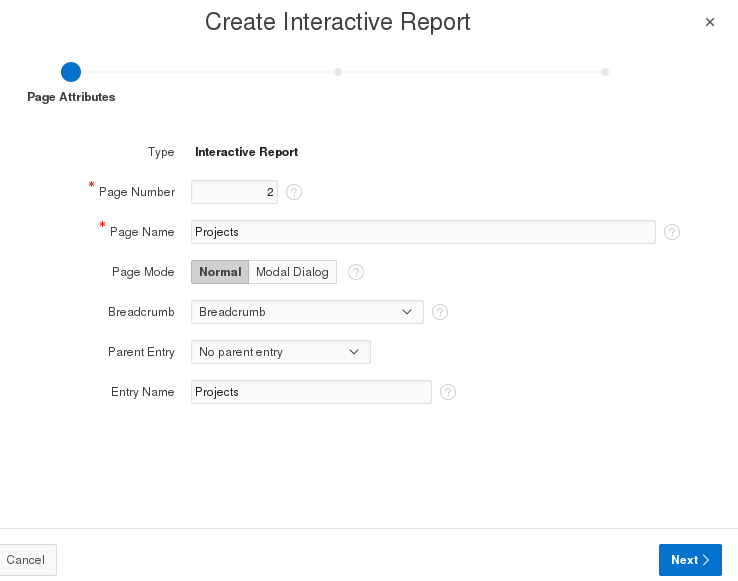 Create Interactive Report
×
Page Attributes
Type Interactive Report
* Page Number 2 ?
* Page Name Projects ?
Page Mode Normal Modal Dialog ?
Breadcrumb Breadcrumb ?
Parent Entry No parent entry
Entry Name Projects ?
Cancel Next >